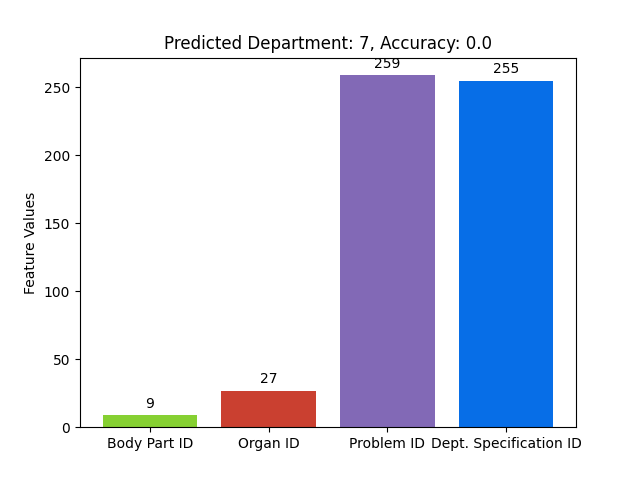 Predicted Department: 7, Accuracy: 0.0
Feature Values
250
200
150
100
50
0
9
27
259
255
Body Part ID
Organ ID
Problem ID
Dept. Specification ID